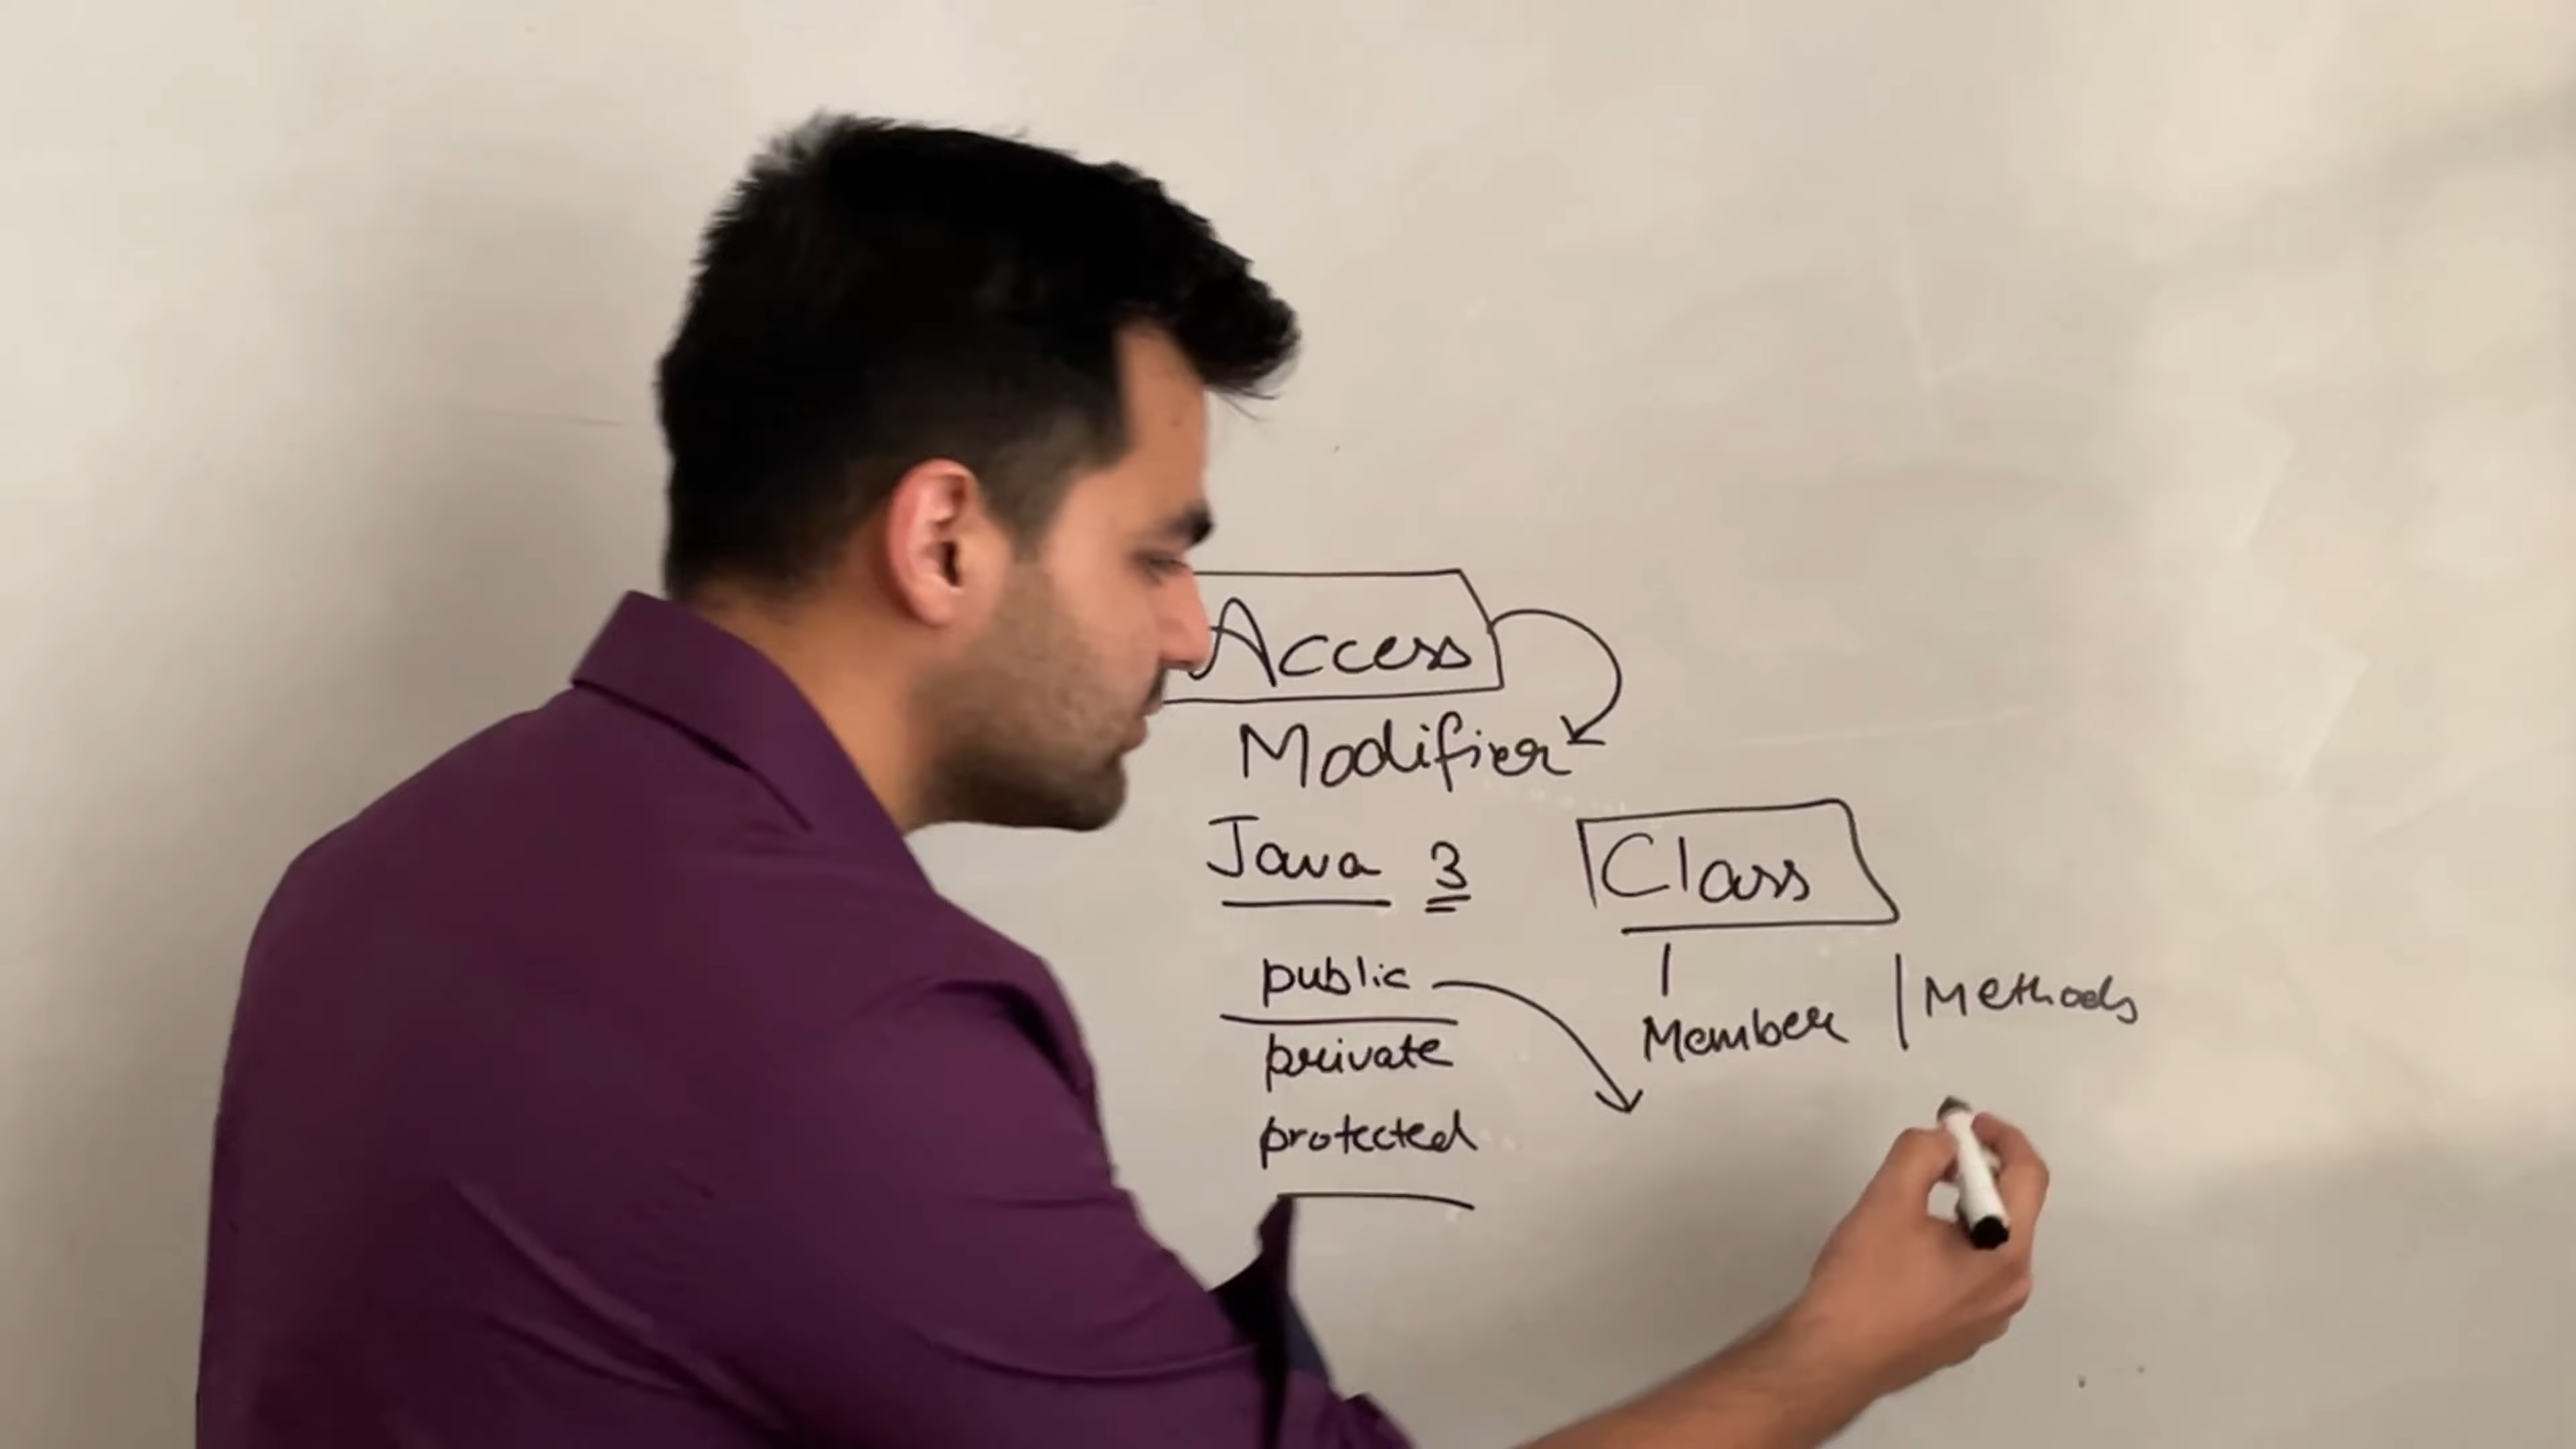 Access
Modifier
Java 3
Class
public
private
protected
Member
Methods